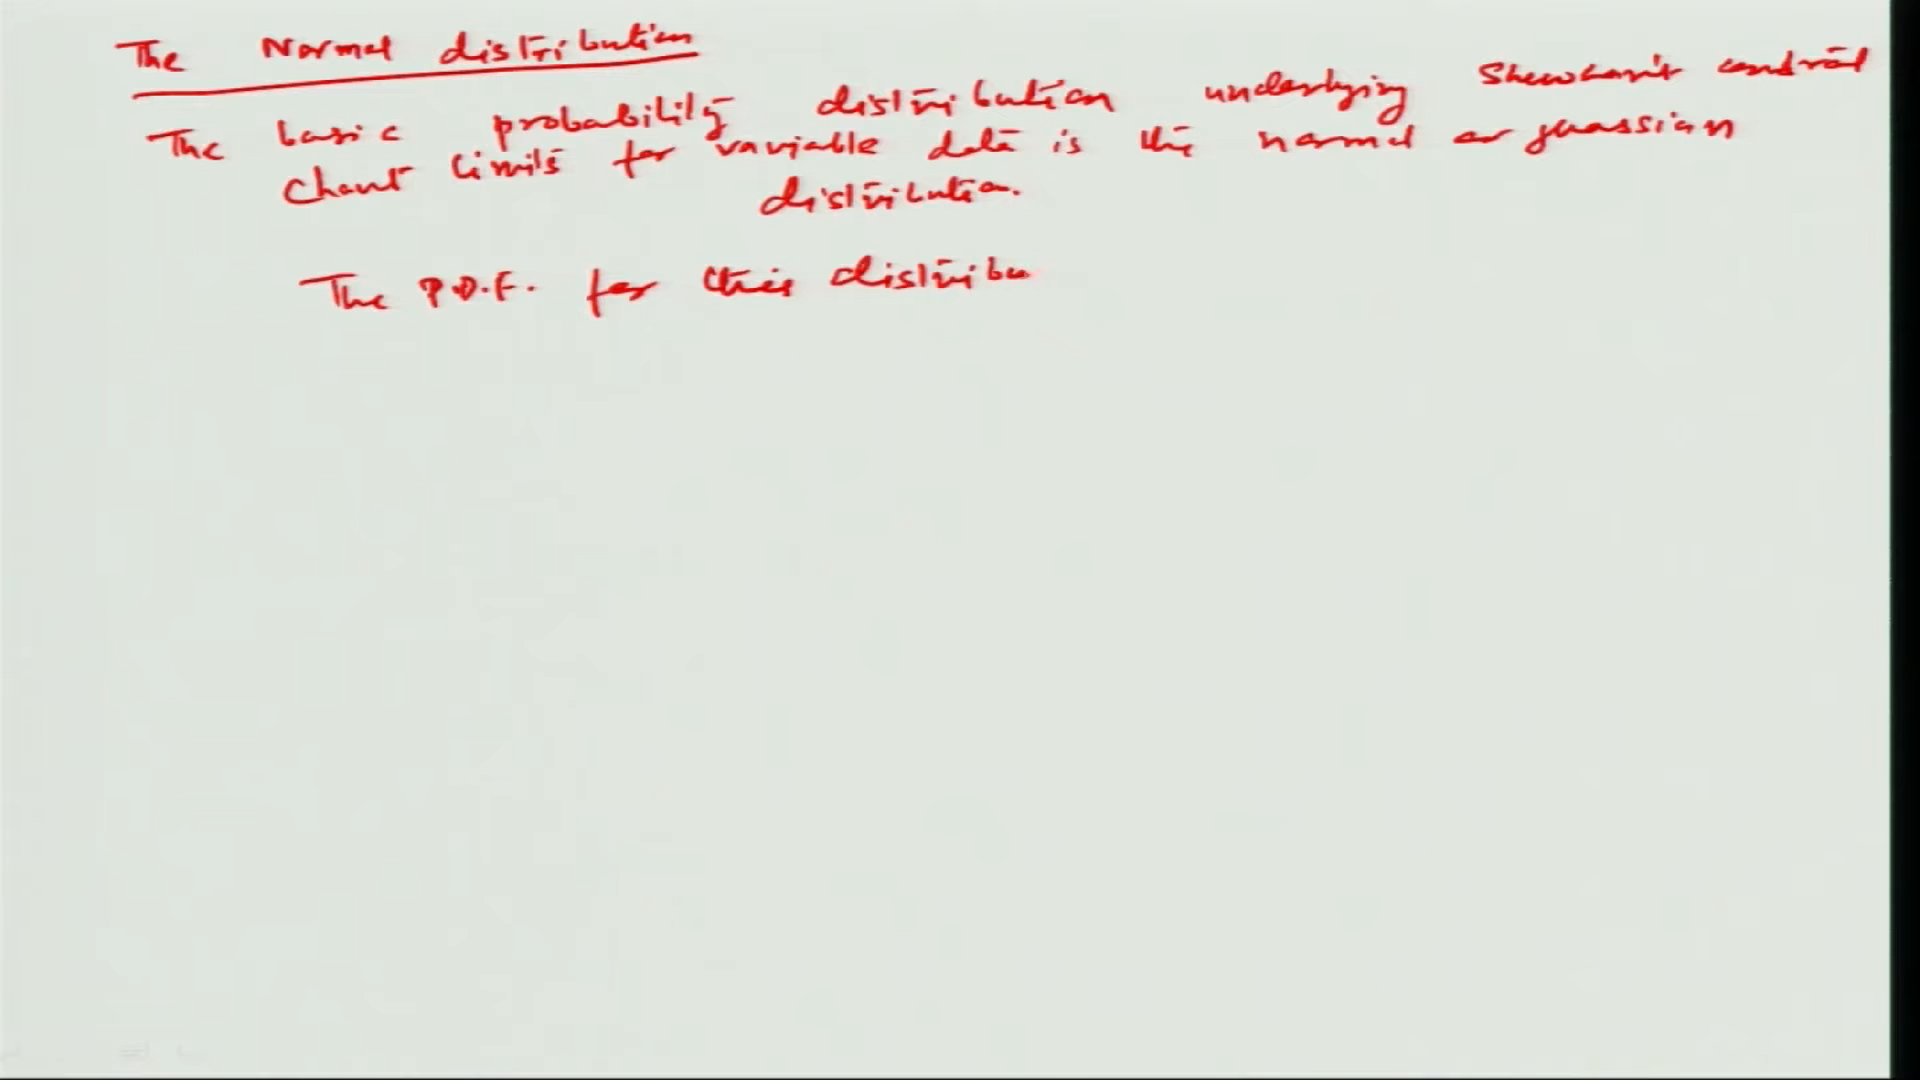 The Normal distribution
The basic probability distribution underlying Shewhart control
Chart limits for variable data is the normal or guassian
distribution.
The P.D.F. for this distribu